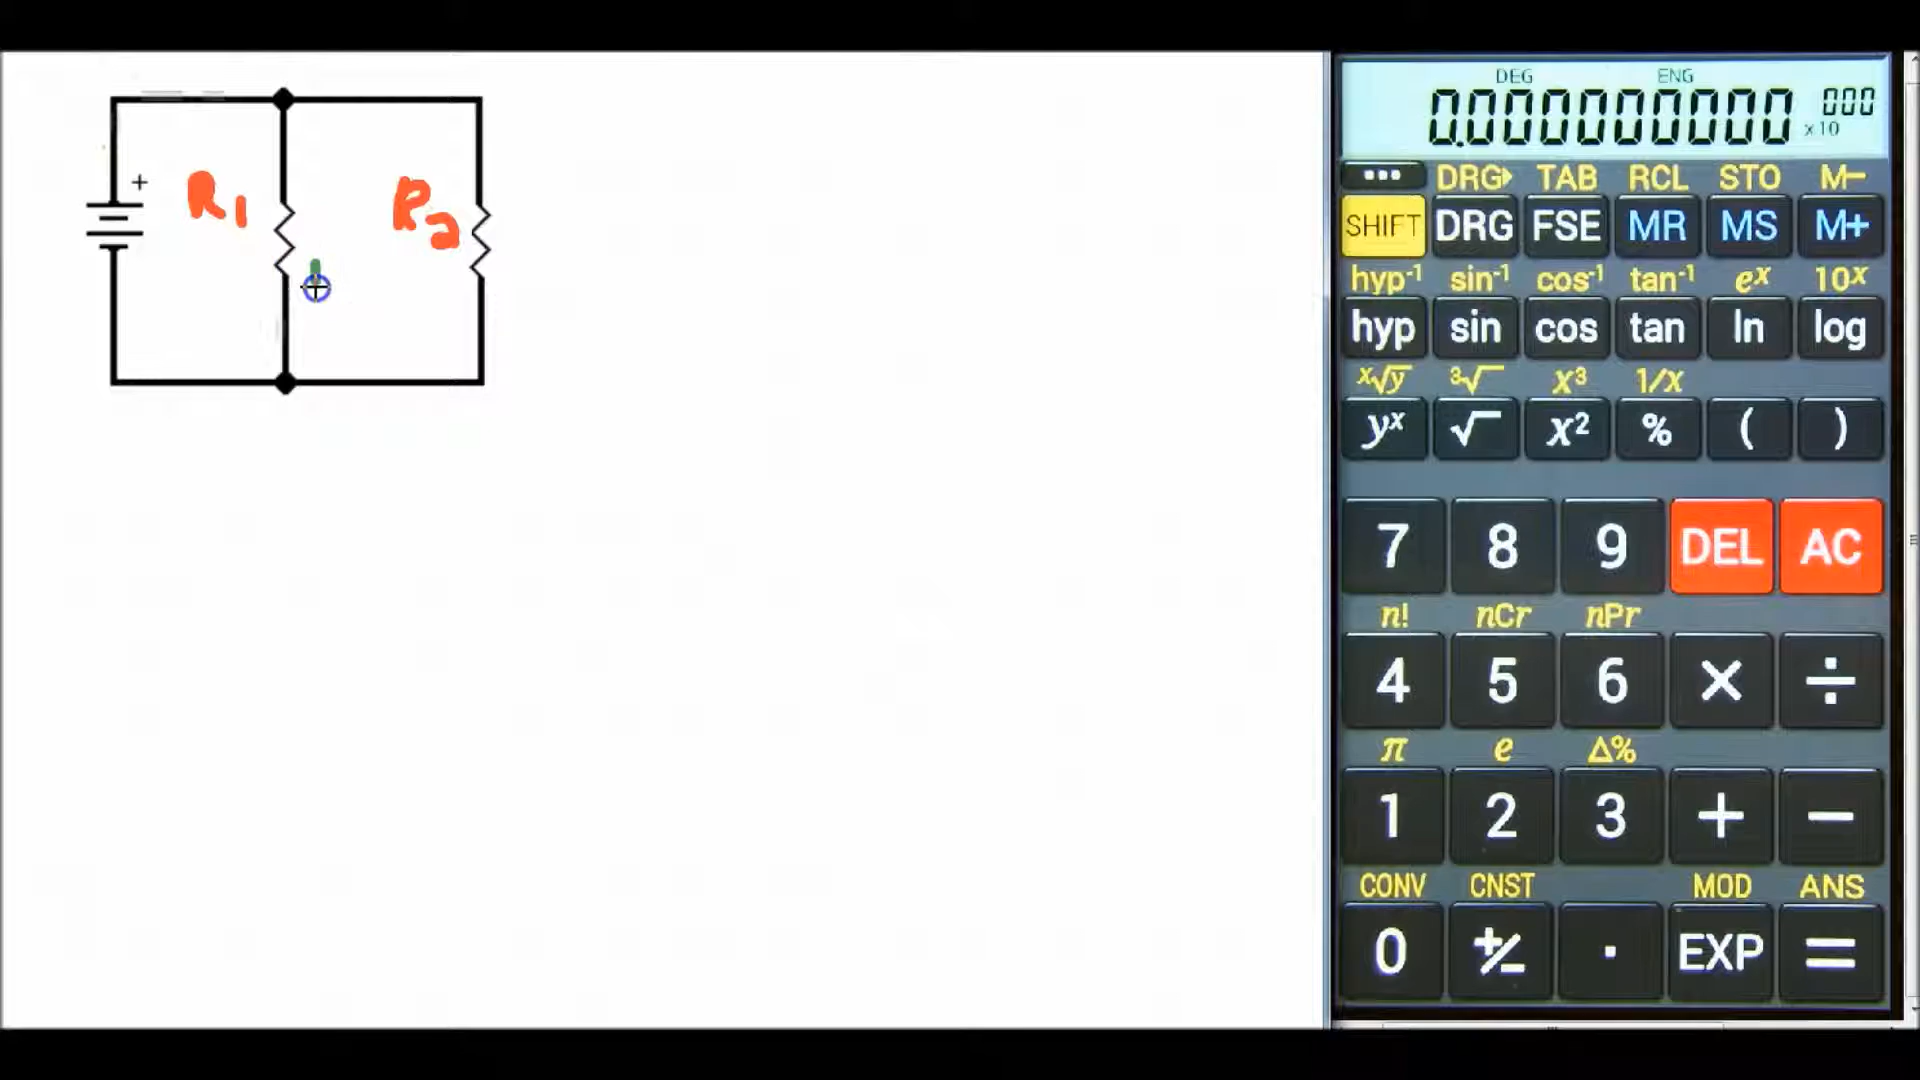 + R1 R2
DEG ENG
0.000000000 x10 000
••• DRG▸ TAB RCL STO M−
SHIFT DRG FSE MR MS M+
hyp⁻¹ sin⁻¹ cos⁻¹ tan⁻¹ eˣ 10ˣ
hyp sin cos tan ln log
ˣ√y ³√ x³ 1/x
yˣ √ x² % ( )
7 8 9 DEL AC
n! nCr nPr
4 5 6 × ÷
π e Δ%
1 2 3 + −
CONV CNST MOD ANS
0 +/− . EXP =